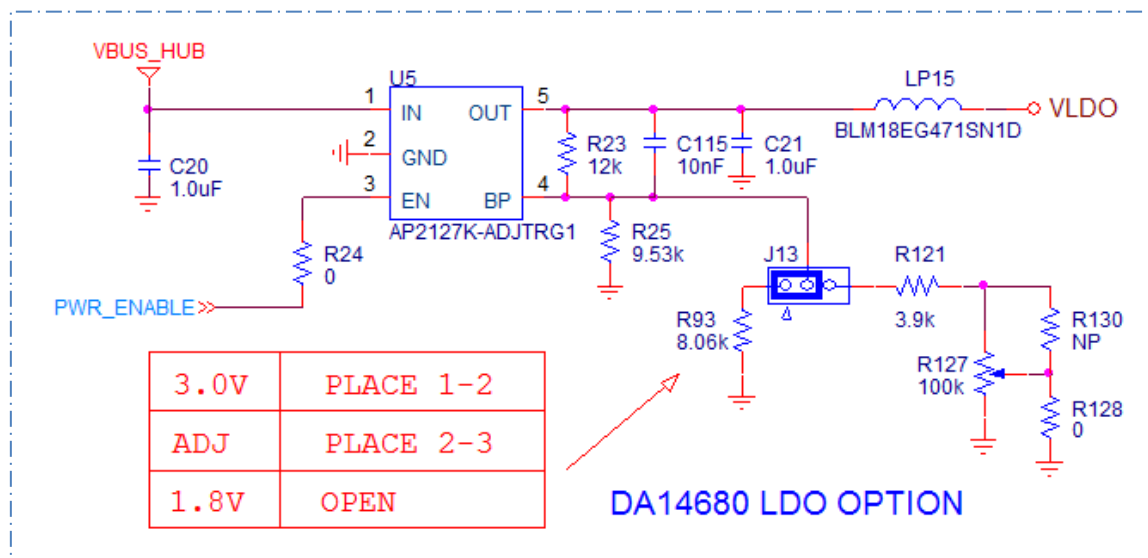 VBUS_HUB
U5
1
IN
OUT
5
2
GND
3
EN
BP
4
AP2127K-ADJTRG1
C20
1.0uF
R23
12k
C115
10nF
C21
1.0uF
LP15
BLM18EG471SN1D
VLDO
R24
0
PWR_ENABLE
R25
9.53k
J13
R121
3.9k
R93
8.06k
R127
100k
R130
NP
R128
0
3.0V PLACE 1-2
ADJ PLACE 2-3
1.8V OPEN
DA14680 LDO OPTION